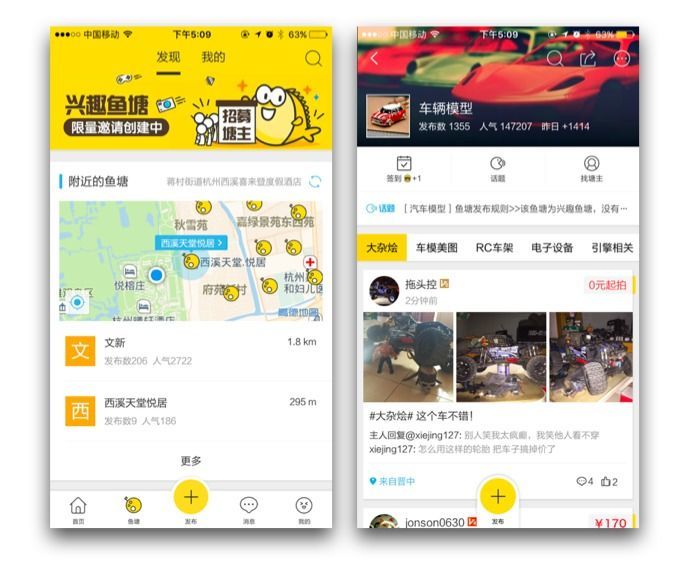 中国移动 下午5:09 63%
发现 我的
兴趣鱼塘
限量邀请创建中
招募
塘主
附近的鱼塘 蒋村街道杭州西溪喜来登度假酒店
秋雪苑
嘉绿景苑东西苑
西溪天堂悦居
西溪天堂.悦居
悦榕庄
杭州
和妇儿医
高德地图
文
文新 1.8 km
发布数206 人气2722
西
西溪天堂悦居 295 m
发布数9 人气186
更多
首页 鱼塘 发布 消息 我的
中国移动 下午5:09 63%
车辆模型
发布数 1355 人气 147207 昨日 +1414
签到 +1 话题 找塘主
话题 [ 汽车模型 ] 鱼塘发布规则>>该鱼塘为兴趣鱼塘，没有···
大杂烩 车模美图 RC车架 电子设备 引擎相关
拖头控 0元起拍
2分钟前
#大杂烩# 这个车不错！
主人回复@xiejing127: 别人笑我太疯癫，我笑他人看不穿
xiejing127: 怎么用这样的轮胎 把车子搞掉价了
来自晋中 4 2
发布
jonson0630 ¥170